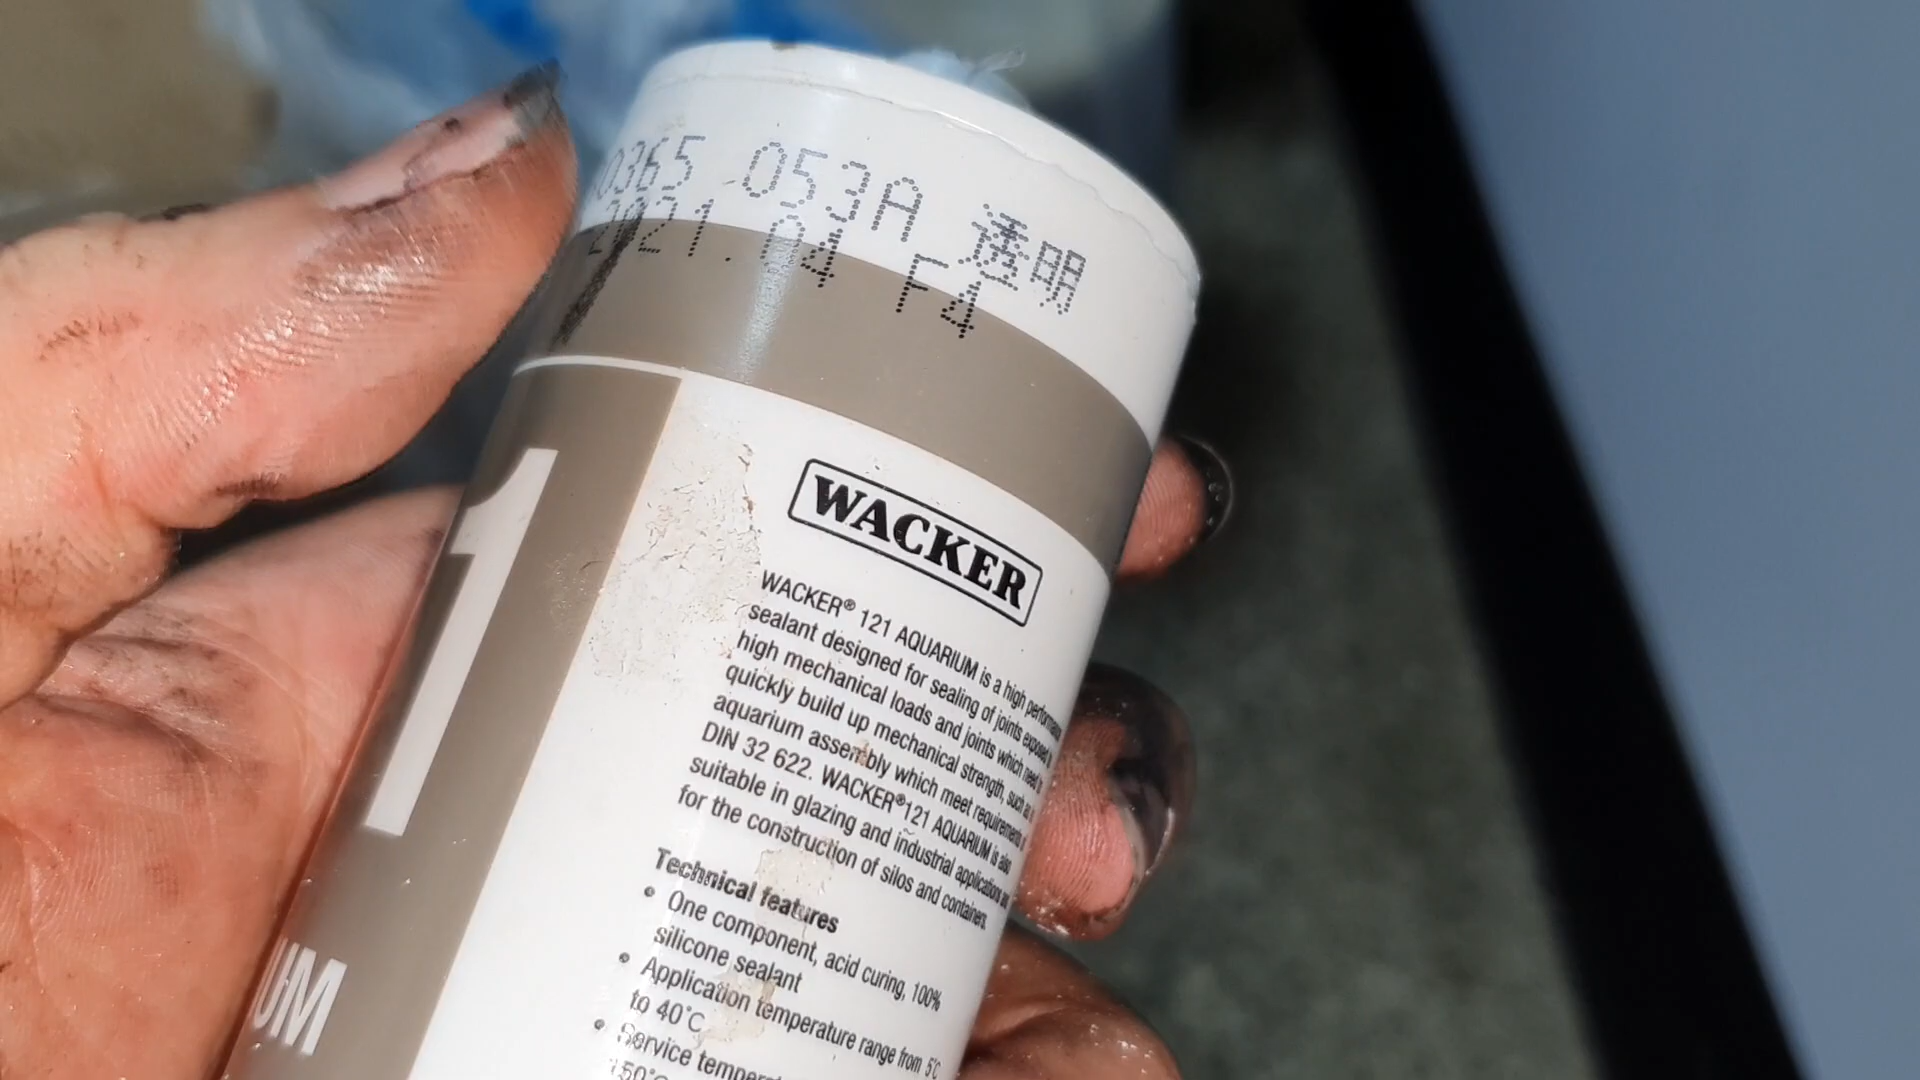 0365 053A 透明
2021.04 F4
1
UM
WACKER
WACKER® 121 AQUARIUM is a high performance
sealant designed for sealing of joints exposed
high mechanical loads and joints which need to
quickly build up mechanical strength, such as
aquarium assembly which meet requirements
DIN 32 622. WACKER®121 AQUARIUM is also
suitable in glazing and industrial applications and
for the construction of silos and containers.
Technical features
• One component, acid curing, 100%
silicone sealant
• Application temperature range from 5°C
to 40°C
• Service
150°C